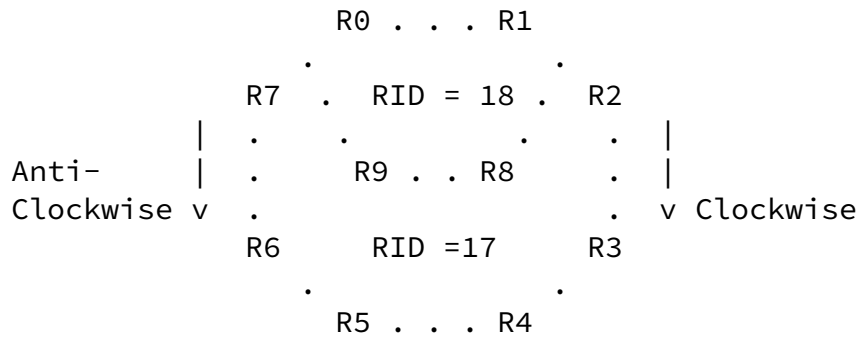 R0 . . . R1
. .
R7 . RID = 18 . R2
| . . . . |
Anti- | . R9 . . R8 . |
Clockwise v . . v Clockwise
R6 RID =17 R3
. .
R5 . . . R4